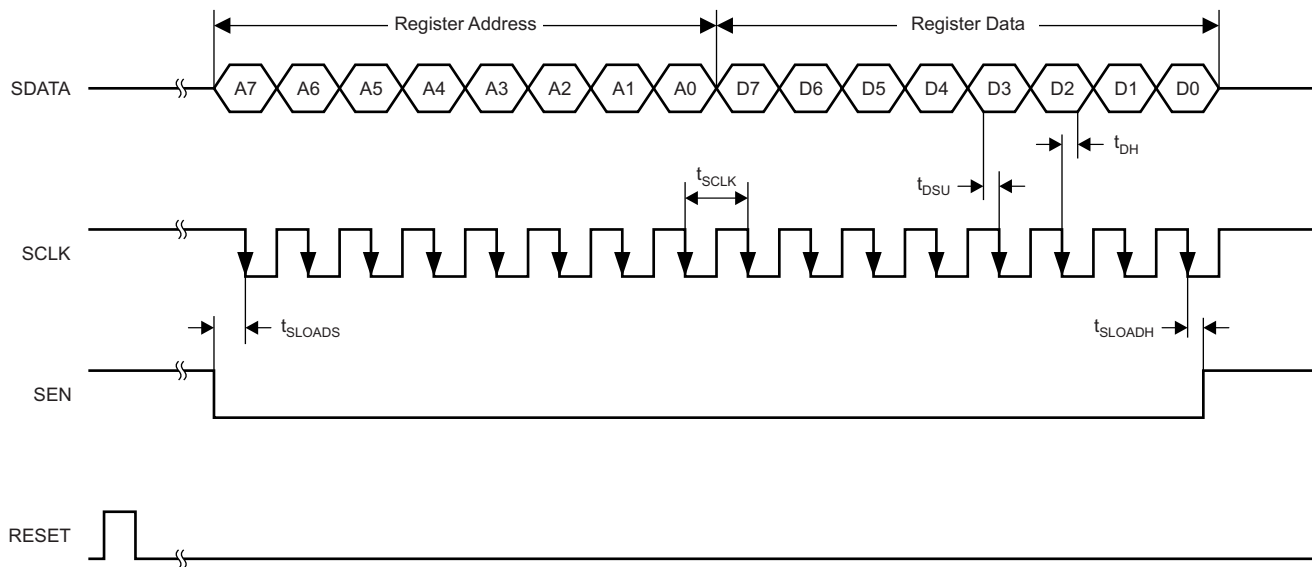 Register Address Register Data
SDATA A7 A6 A5 A4 A3 A2 A1 A0 D7 D6 D5 D4 D3 D2 D1 D0
tDH
tSCLK tDSU
SCLK
tSLOADS tSLOADH
SEN
RESET